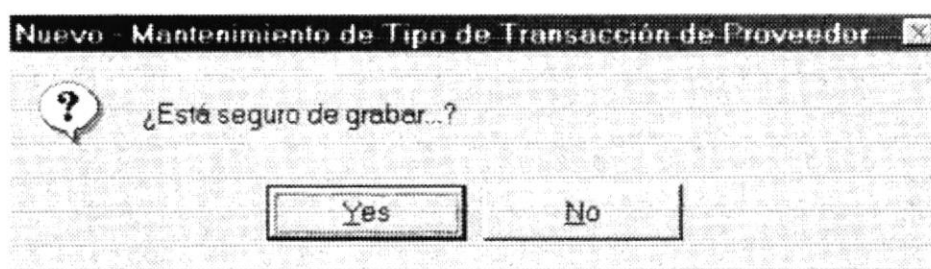 Nuevo - Mantenimiento de Tipo de Transacción de Proveedor
¿Está seguro de grabar...?
Yes
No